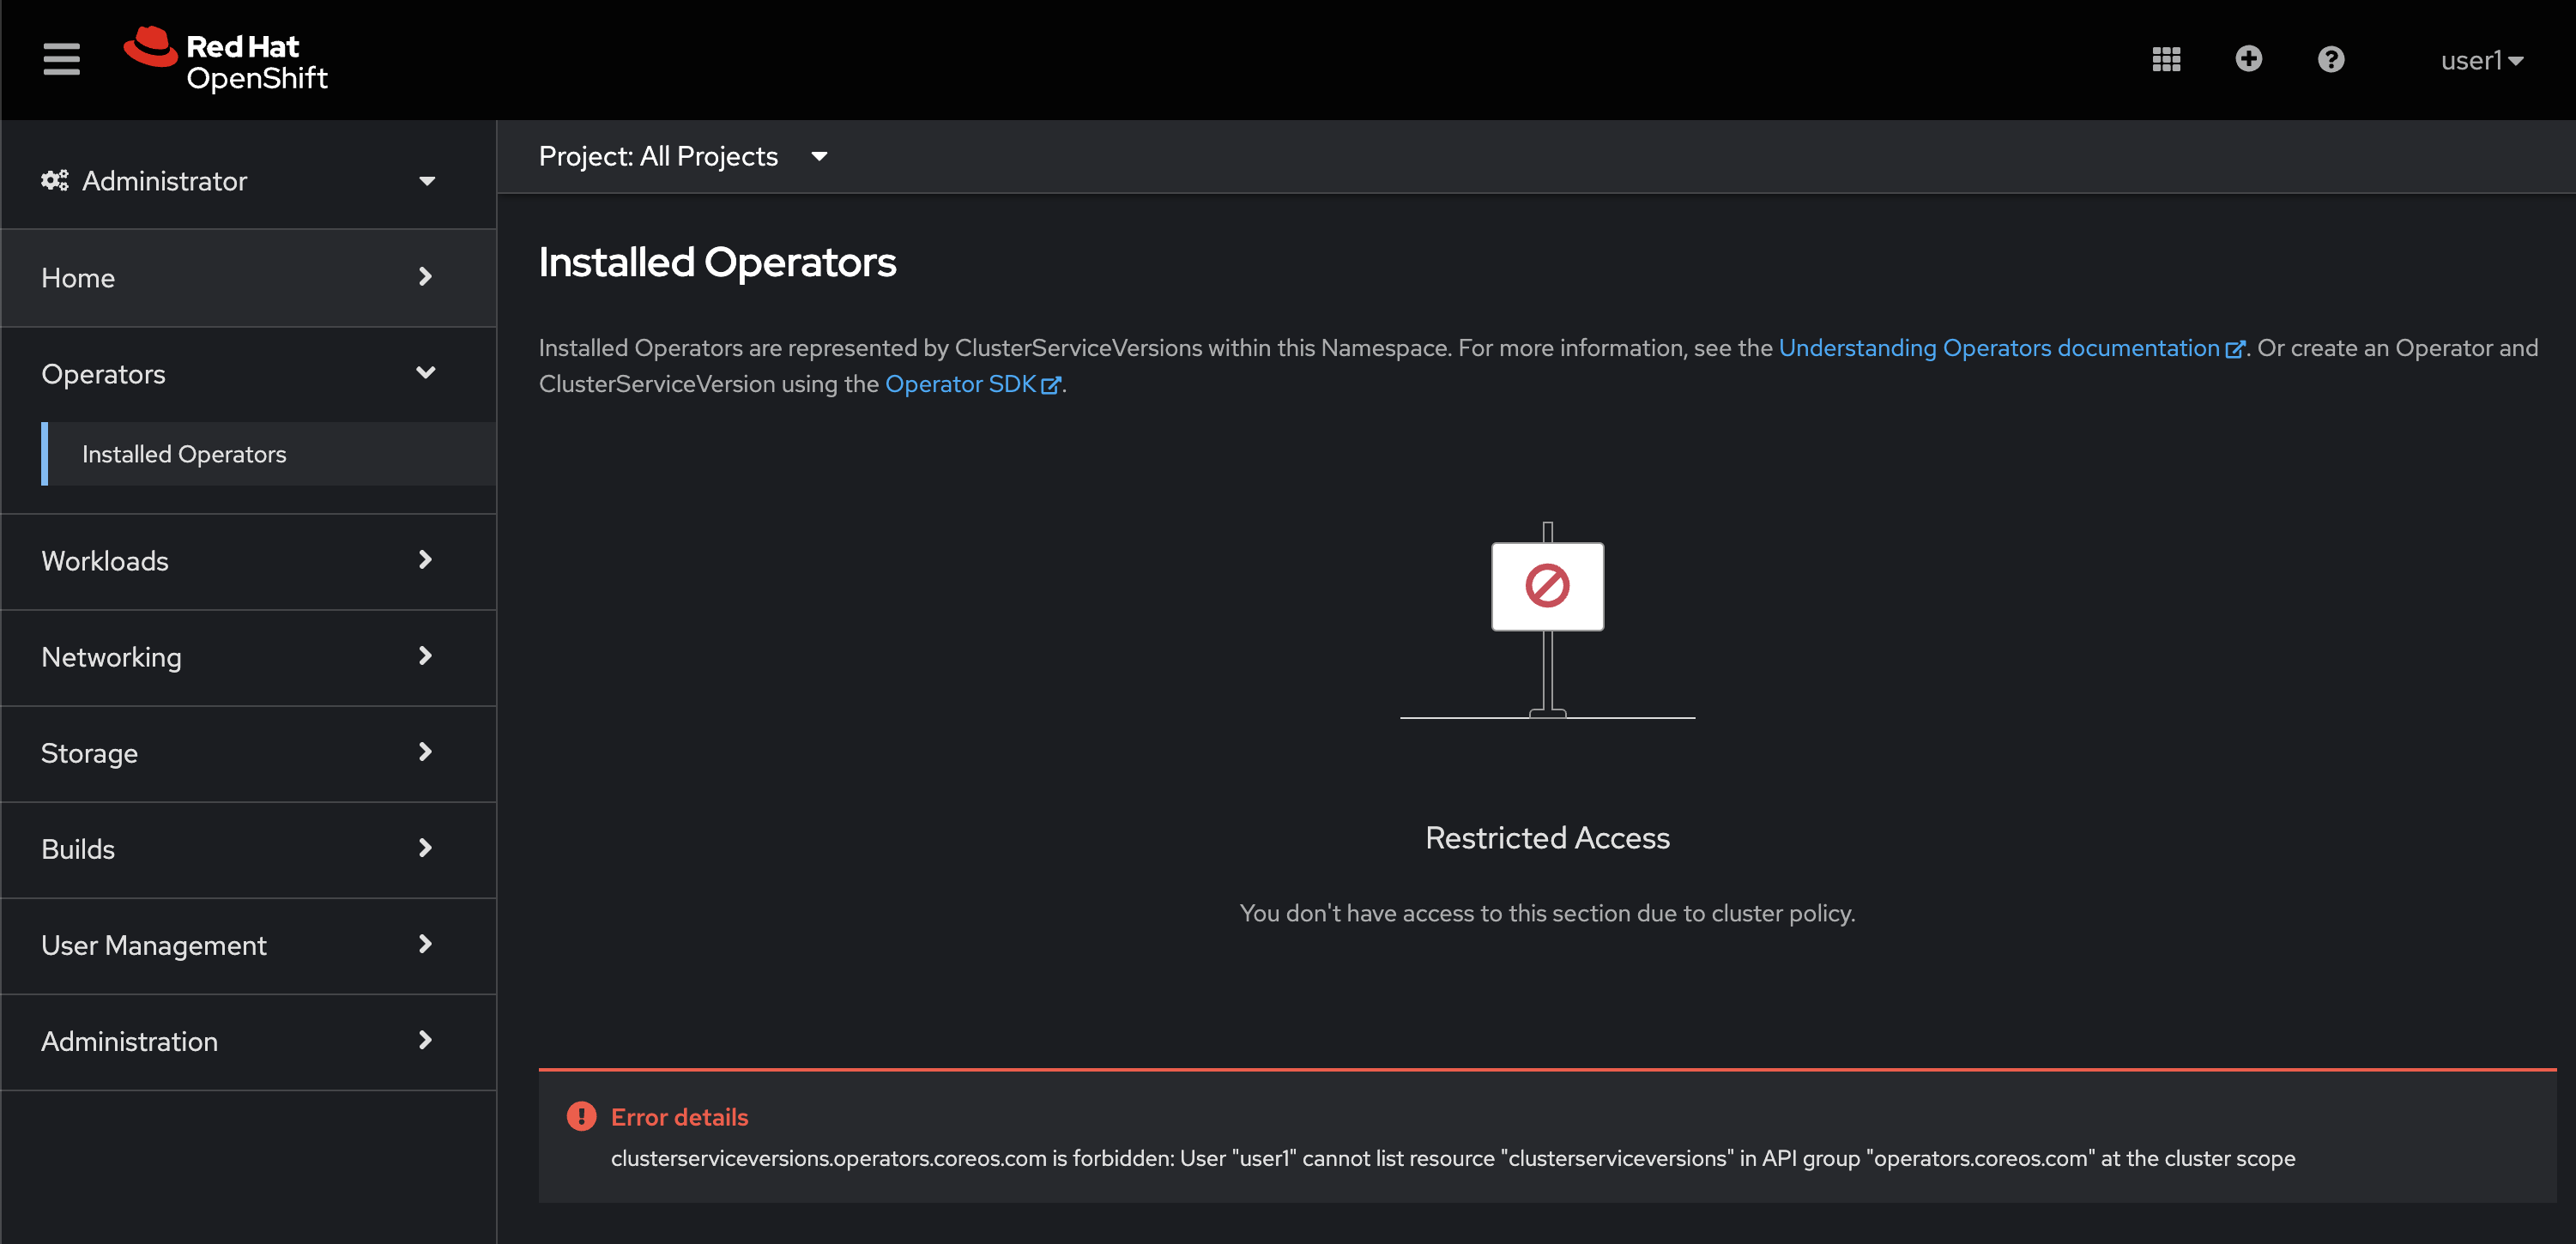 Red Hat
OpenShift
user1
Administrator
Home
Operators
Installed Operators
Workloads
Networking
Storage
Builds
User Management
Administration
Project: All Projects
Installed Operators
Installed Operators are represented by ClusterServiceVersions within this Namespace. For more information, see the Understanding Operators documentation. Or create an Operator and
ClusterServiceVersion using the Operator SDK.
Restricted Access
You don't have access to this section due to cluster policy.
Error details
clusterserviceversions.operators.coreos.com is forbidden: User "user1" cannot list resource "clusterserviceversions" in API group "operators.coreos.com" at the cluster scope